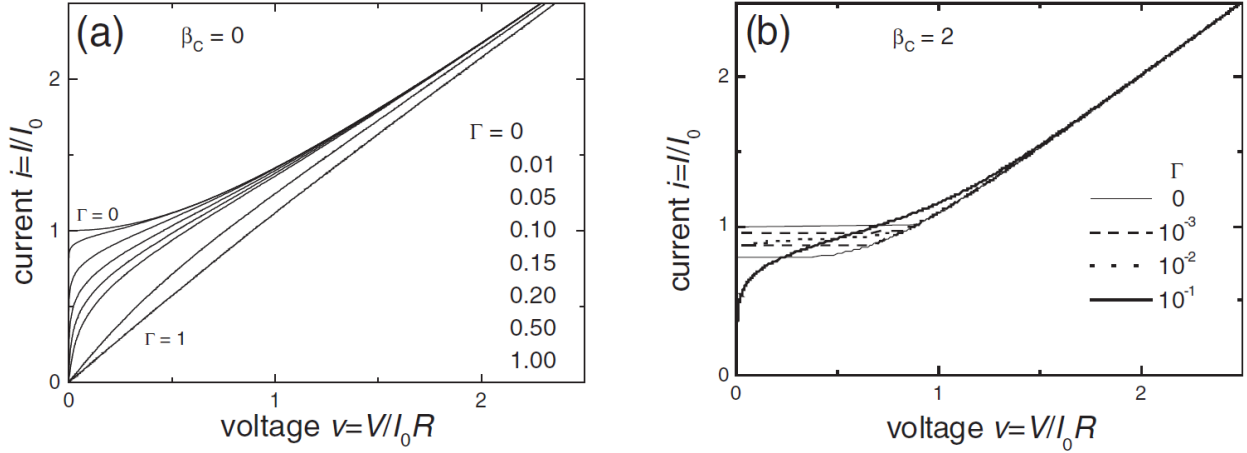 (a)
β_C = 0
current i=I/I_0
2
1
0
Γ = 0
Γ = 1
Γ = 0
0.01
0.05
0.10
0.15
0.20
0.50
1.00
0
1
2
voltage v=V/I_0R
(b)
β_C = 2
current i=I/I_0
2
1
0
Γ
0
10^-3
10^-2
10^-1
0
1
2
voltage v=V/I_0R